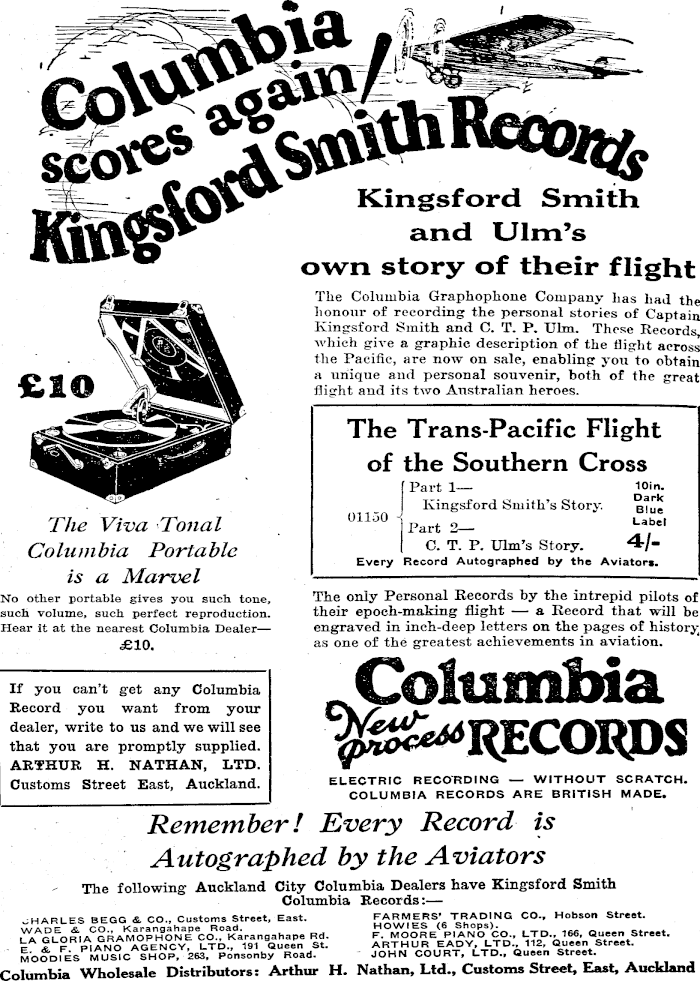 Columbia
scores again!
Kingsford Smith Records
Kingsford Smith
and Ulm's
own story of their flight
The Columbia Graphophone Company has had the
honour of recording the personal stories of Captain
Kingsford Smith and C. T. P. Ulm. These Records,
which give a graphic description of the flight across
the Pacific, are now on sale, enabling you to obtain
a unique and personal souvenir, both of the great
flight and its two Australian heroes.
£10
The Trans-Pacific Flight
of the Southern Cross
01150
Part 1—
Kingsford Smith's Story.
Part 2—
C. T. P. Ulm's Story.
10in.
Dark
Blue
Label
4/-
Every Record Autographed by the Aviators.
The Viva Tonal
Columbia Portable
is a Marvel
No other portable gives you such tone,
such volume, such perfect reproduction.
Hear it at the nearest Columbia Dealer—
£10.
The only Personal Records by the intrepid pilots of
their epoch-making flight — a Record that will be
engraved in inch-deep letters on the pages of history,
as one of the greatest achievements in aviation.
If you can't get any Columbia
Record you want from your
dealer, write to us and we will see
that you are promptly supplied.
ARTHUR H. NATHAN, LTD.
Customs Street East, Auckland.
Columbia
New process RECORDS
ELECTRIC RECORDING — WITHOUT SCRATCH.
COLUMBIA RECORDS ARE BRITISH MADE.
Remember! Every Record is
Autographed by the Aviators
The following Auckland City Columbia Dealers have Kingsford Smith
Columbia Records:—
CHARLES BEGG & CO., Customs Street, East.
WADE & CO., Karangahape Road.
LA GLORIA GRAMOPHONE CO., Karangahape Rd.
E. & F. PIANO AGENCY, LTD., 191 Queen St.
MOODIES MUSIC SHOP, 263, Ponsonby Road.
FARMERS' TRADING CO., Hobson Street.
HOWIES (6 Shops).
F. MOORE PIANO CO., LTD., 166, Queen Street.
ARTHUR EADY, LTD., 112, Queen Street.
JOHN COURT, LTD., Queen Street.
Columbia Wholesale Distributors: Arthur H. Nathan, Ltd., Customs Street, East, Auckland